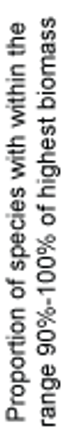 Proportion of species with within the
range 90%-100% of highest biomass